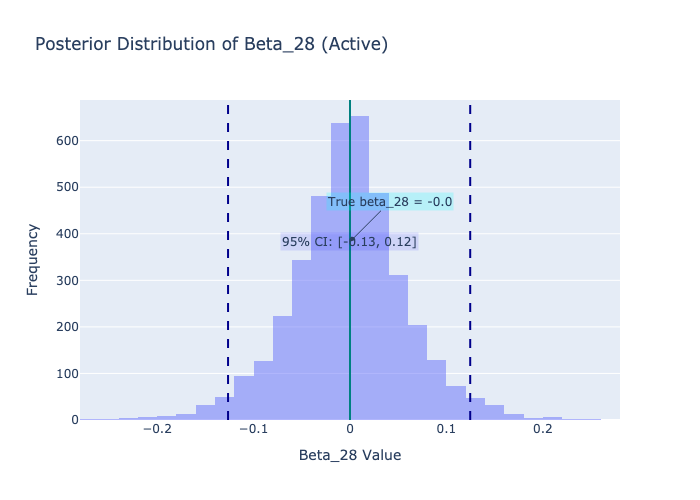 Posterior Distribution of Beta_28 (Active)
600
500
400
300
200
100
0
Frequency
True beta_28 = -0.0
95% CI: [-0.13, 0.12]
−0.2
−0.1
0
0.1
0.2
Beta_28 Value